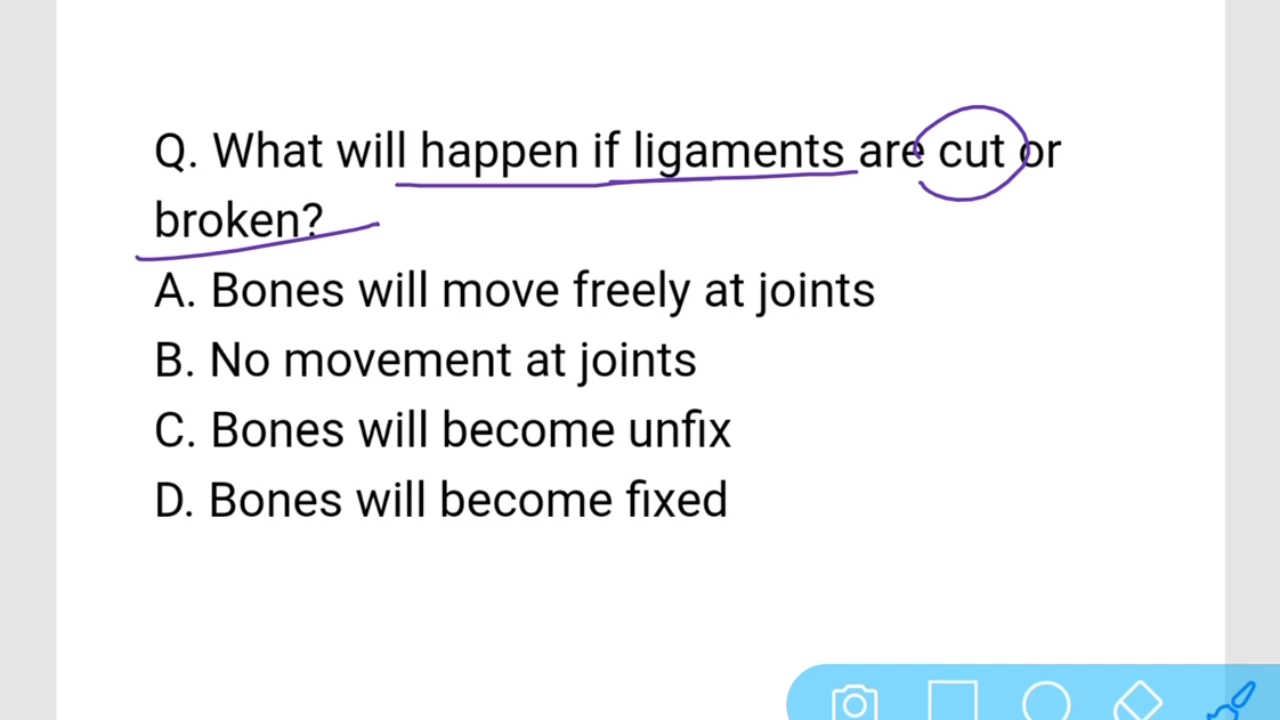 Q. What will happen if ligaments are cut or
broken?
A. Bones will move freely at joints
B. No movement at joints
C. Bones will become unfix
D. Bones will become fixed